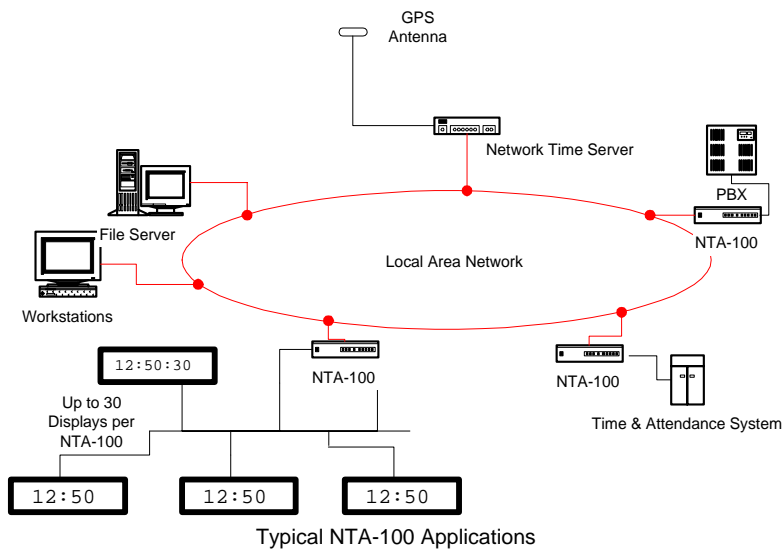 GPS
Antenna
Network Time Server
PBX
NTA-100
File Server
Local Area Network
Workstations
NTA-100
NTA-100
12:50:30
Up to 30
Displays per
NTA-100
Time & Attendance System
12:50
12:50
12:50
Typical NTA-100 Applications